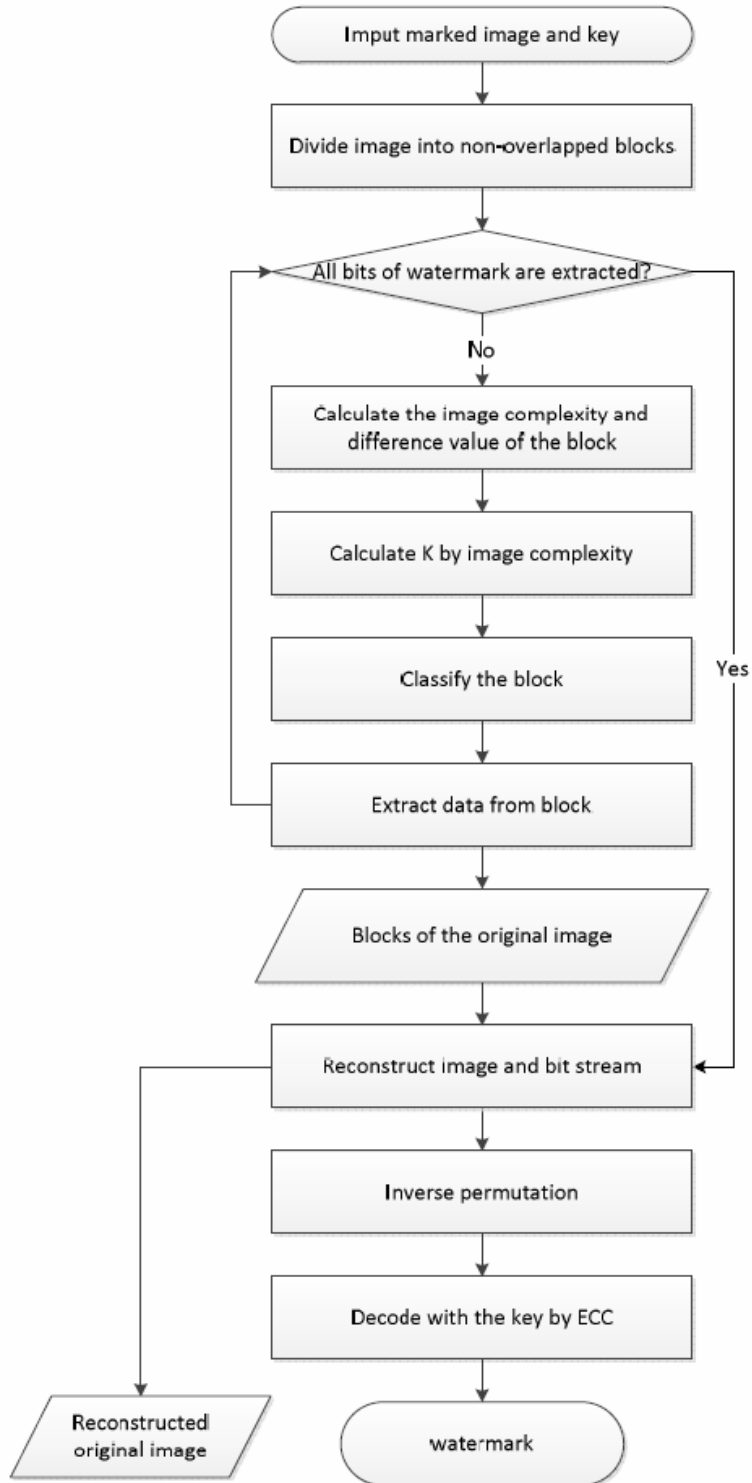 Imput marked image and key
Divide image into non-overlapped blocks
All bits of watermark are extracted?
No
Calculate the image complexity and
difference value of the block
Calculate K by image complexity
Classify the block
Yes
Extract data from block
Blocks of the original image
Reconstruct image and bit stream
Inverse permutation
Decode with the key by ECC
Reconstructed
original image
watermark